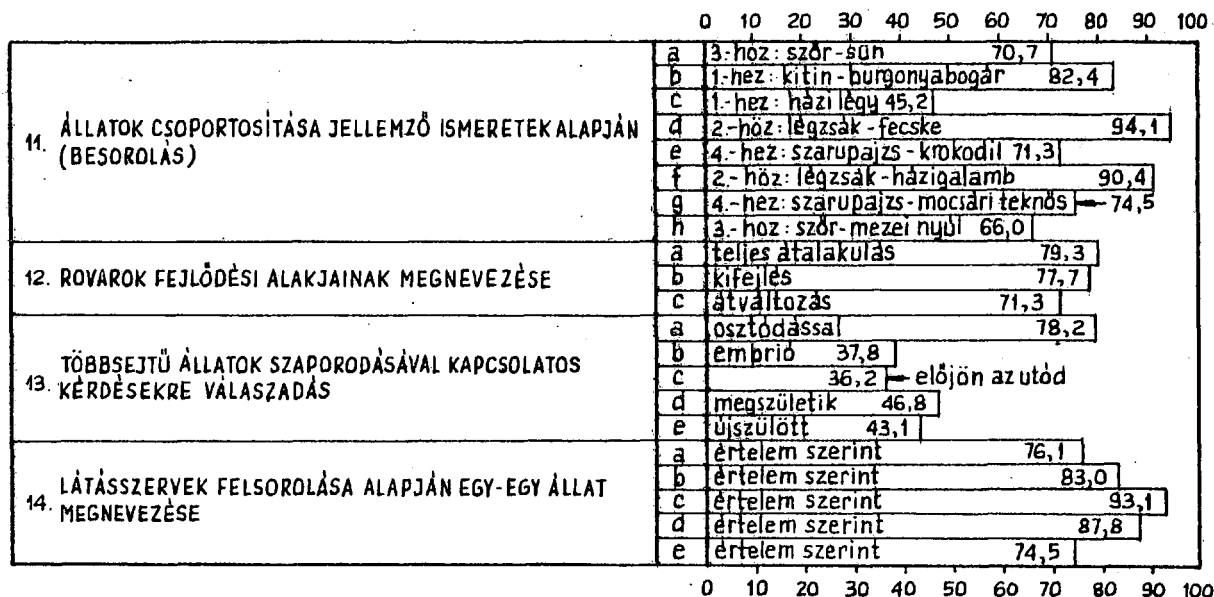 0 10 20 30 40 50 60 70 80 90 100
11. ÁLLATOK CSOPORTOSÍTÁSA JELLEMZŐ ISMERETEK ALAPJÁN
(BESOROLÁS)
a 3.-hoz: szőr-sün 70,7
b 1.-hez: kitin-burgonyabogár 82,4
c 1.-hez: házi légy 45,2
d 2.-höz: légzsák-fecske 94,1
e 4.-hez: szarupajzs-krokodil 71,3
f 2.-höz: légzsák-házigalamb 90,4
g 4.-hez: szarupajzs-mocsári teknős 74,5
h 3.-hoz: szőr-mezei nyúl 66,0
12. ROVAROK FEJLŐDÉSI ALAKJAINAK MEGNEVEZÉSE
a teljes átalakulás 79,3
b kifejlés 77,7
c átváltozás 71,3
13. TÖBBSEJTŰ ÁLLATOK SZAPORODÁSÁVAL KAPCSOLATOS
KÉRDÉSEKRE VÁLASZADÁS
a osztódással 78,2
b embrió 37,8
c 36,2 előjön az utód
d megszületik 46,8
e újszülött 43,1
14. LÁTÁSSZERVEK FELSOROLÁSA ALAPJÁN EGY-EGY ÁLLAT
MEGNEVEZÉSE
a értelem szerint 76,1
b értelem szerint 83,0
c értelem szerint 93,1
d értelem szerint 87,8
e értelem szerint 74,5
0 10 20 30 40 50 60 70 80 90 100